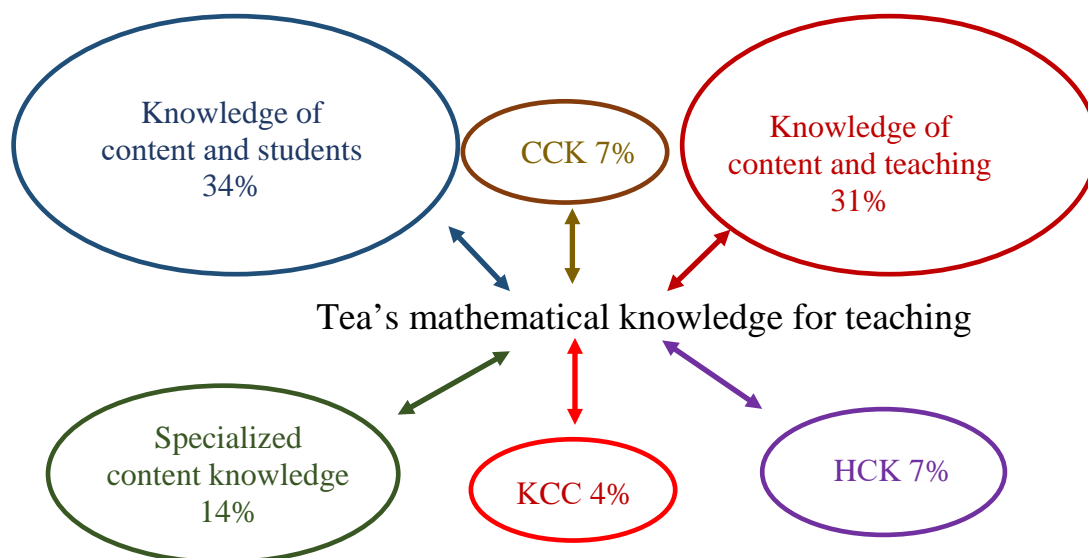 Knowledge of
content and students
34%
CCK 7%
Knowledge of
content and teaching
31%
Tea’s mathematical knowledge for teaching
Specialized
content knowledge
14%
KCC 4%
HCK 7%